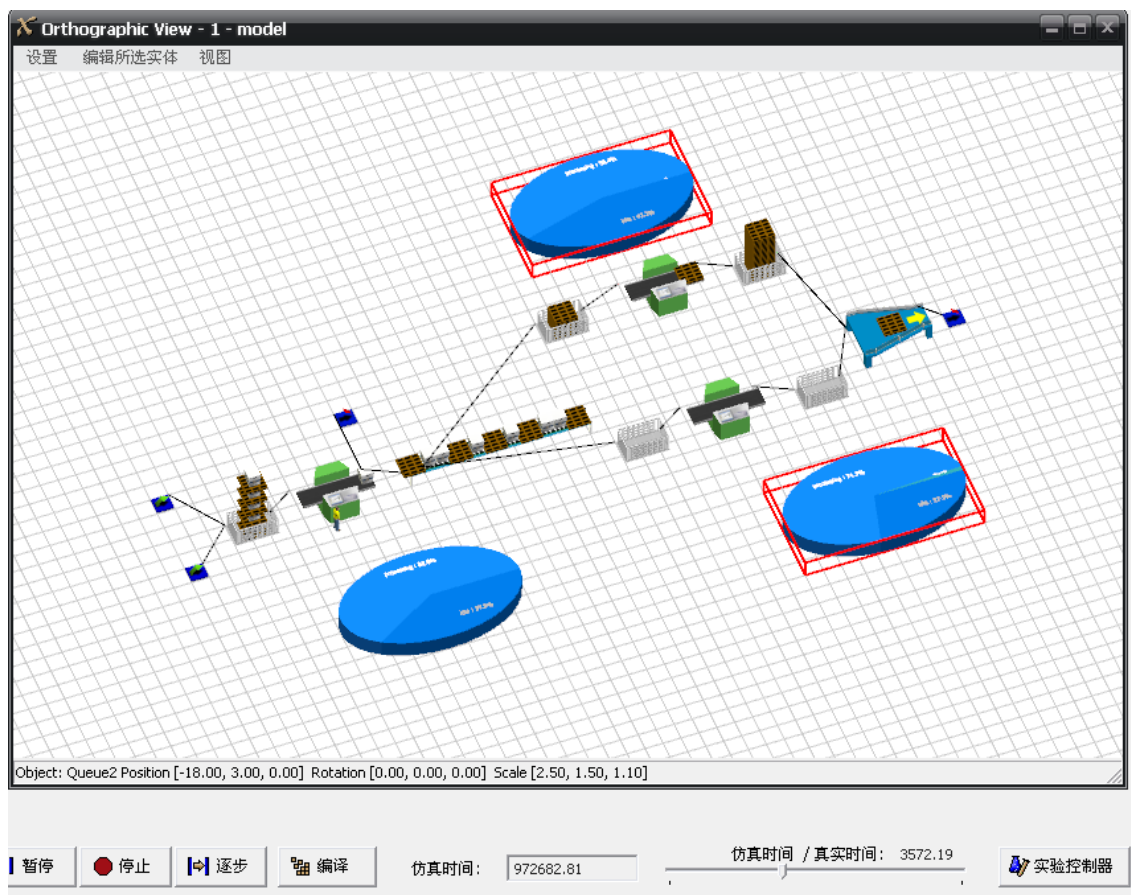 Orthographic View - 1 - model
设置 编辑所选实体 视图
Object: Queue2 Position [-18.00, 3.00, 0.00] Rotation [0.00, 0.00, 0.00] Scale [2.50, 1.50, 1.10]
暂停 停止 逐步 编译 仿真时间: 972682.81 仿真时间 / 真实时间: 3572.19 实验控制器